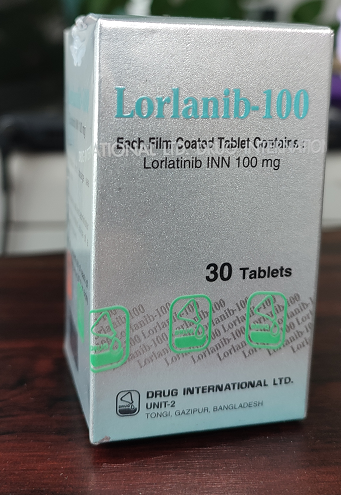 Lorlanib-100
Each Film Coated Tablet Contains :
Lorlatinib INN 100 mg
30 Tablets
DRUG INTERNATIONAL LTD.
UNIT-2
TONGI, GAZIPUR, BANGLADESH